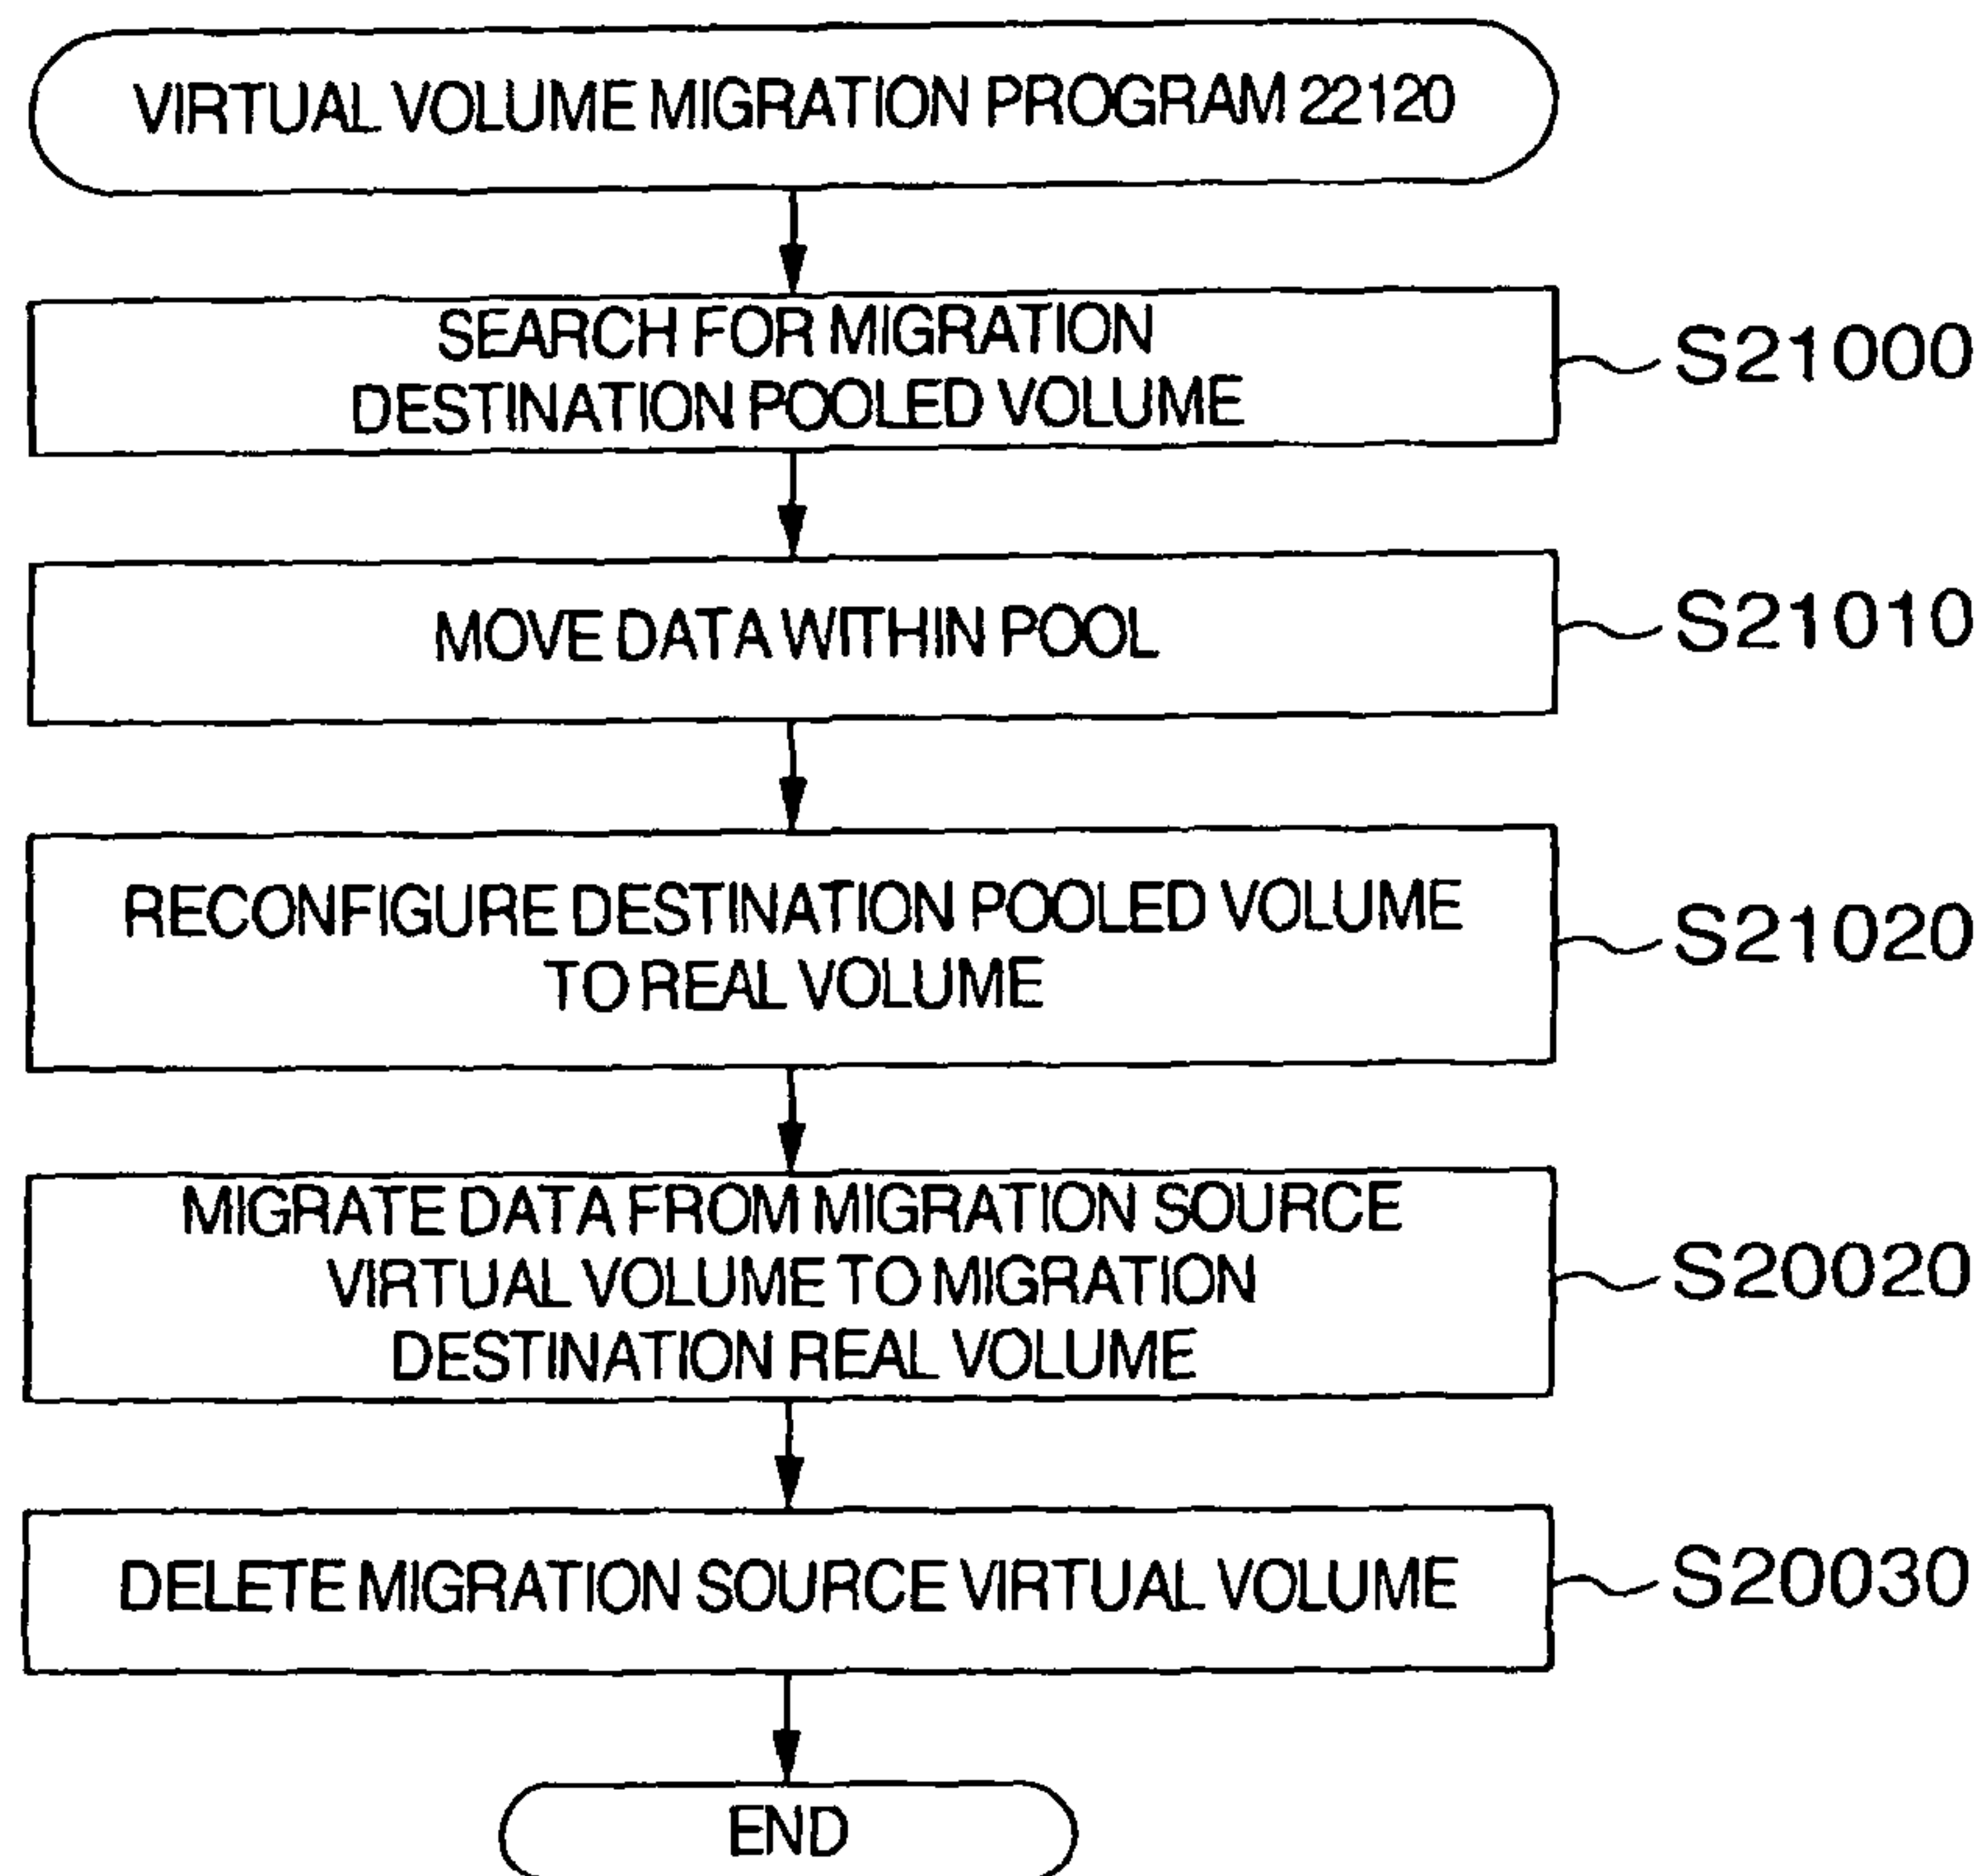 VIRTUAL VOLUME MIGRATION PROGRAM 22120
SEARCH FOR MIGRATION
DESTINATION POOLED VOLUME
S21000
MOVE DATA WITHIN POOL
S21010
RECONFIGURE DESTINATION POOLED VOLUME
TO REAL VOLUME
S21020
MIGRATE DATA FROM MIGRATION SOURCE
VIRTUAL VOLUME TO MIGRATION
DESTINATION REAL VOLUME
S20020
DELETE MIGRATION SOURCE VIRTUAL VOLUME
S20030
END